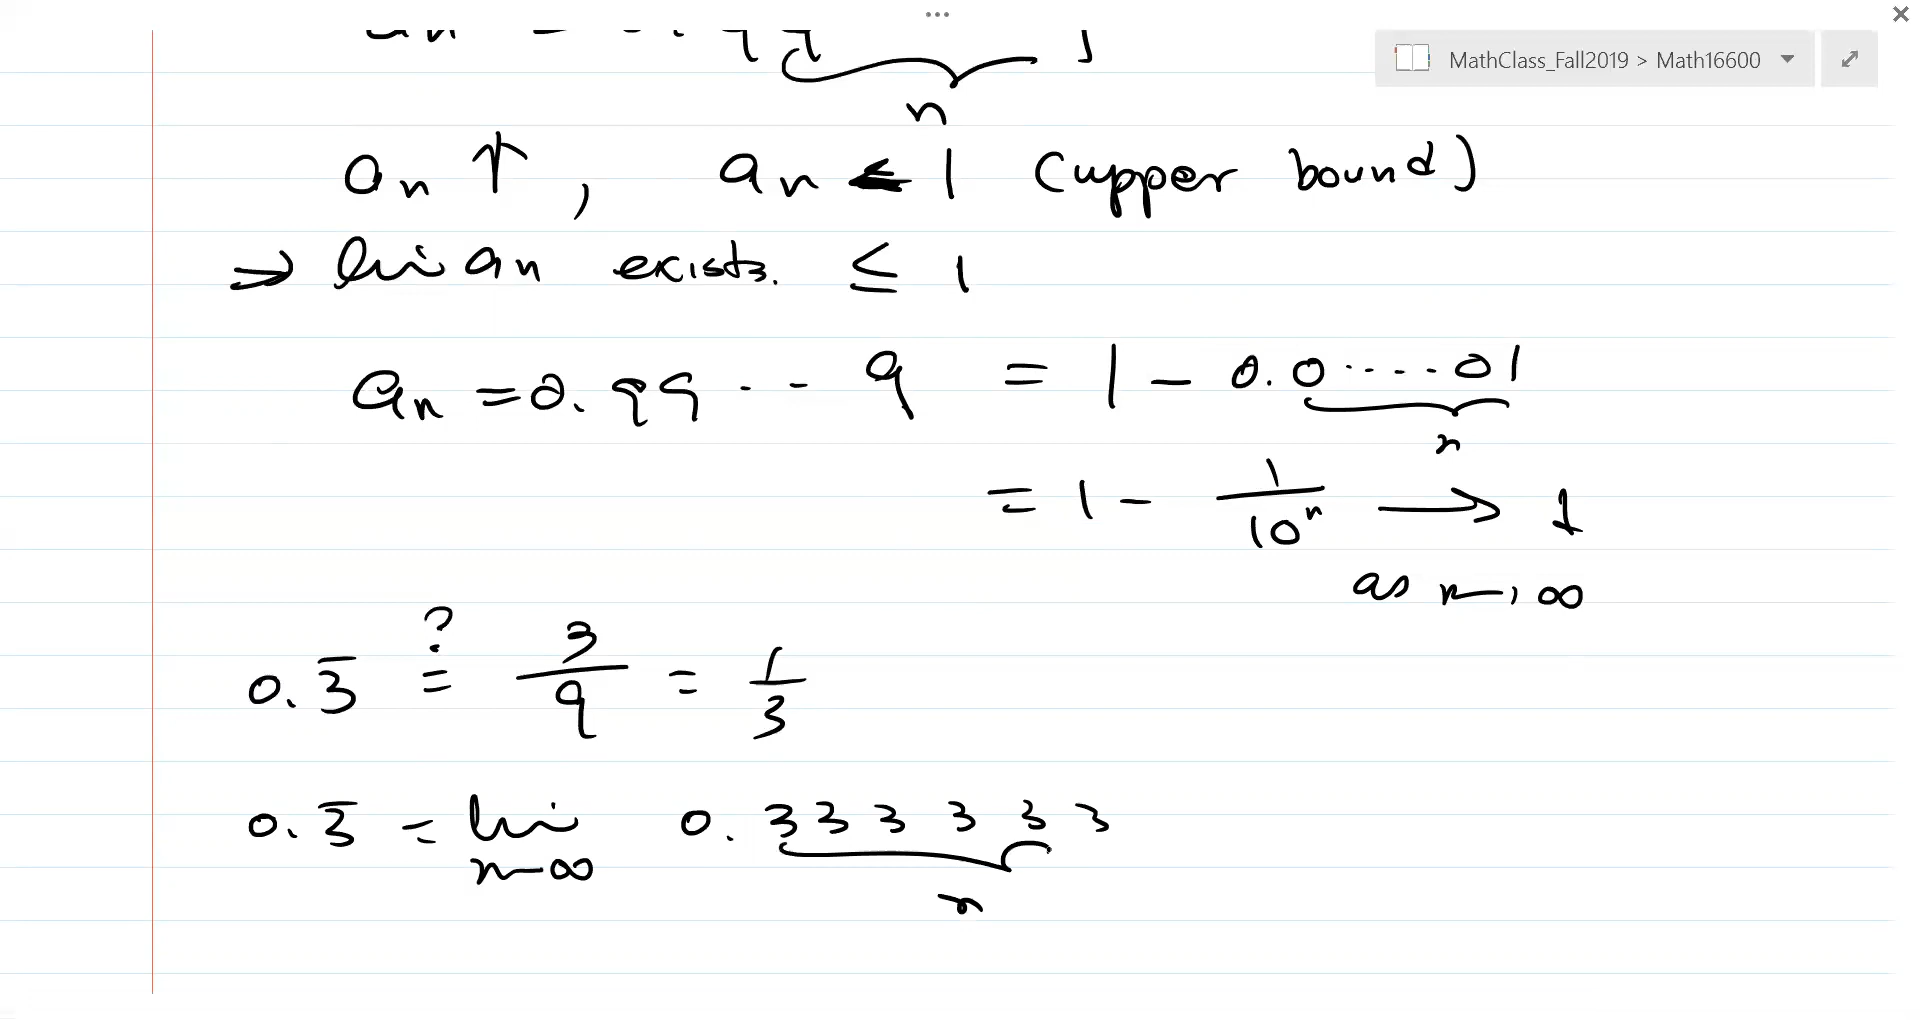 ...
MathClass_Fall2019 > Math16600
n
an ↑ , an < 1 (upper bound)
⇒ lim an exists. ≤ 1
an = 0.99 ·· 9 = 1 - 0.0····01
n
= 1 - 1/10^n → 1
as n→∞
0.3̅ ≟ 3/9 = 1/3
0.3̅ = lim n→∞ 0.333333
n